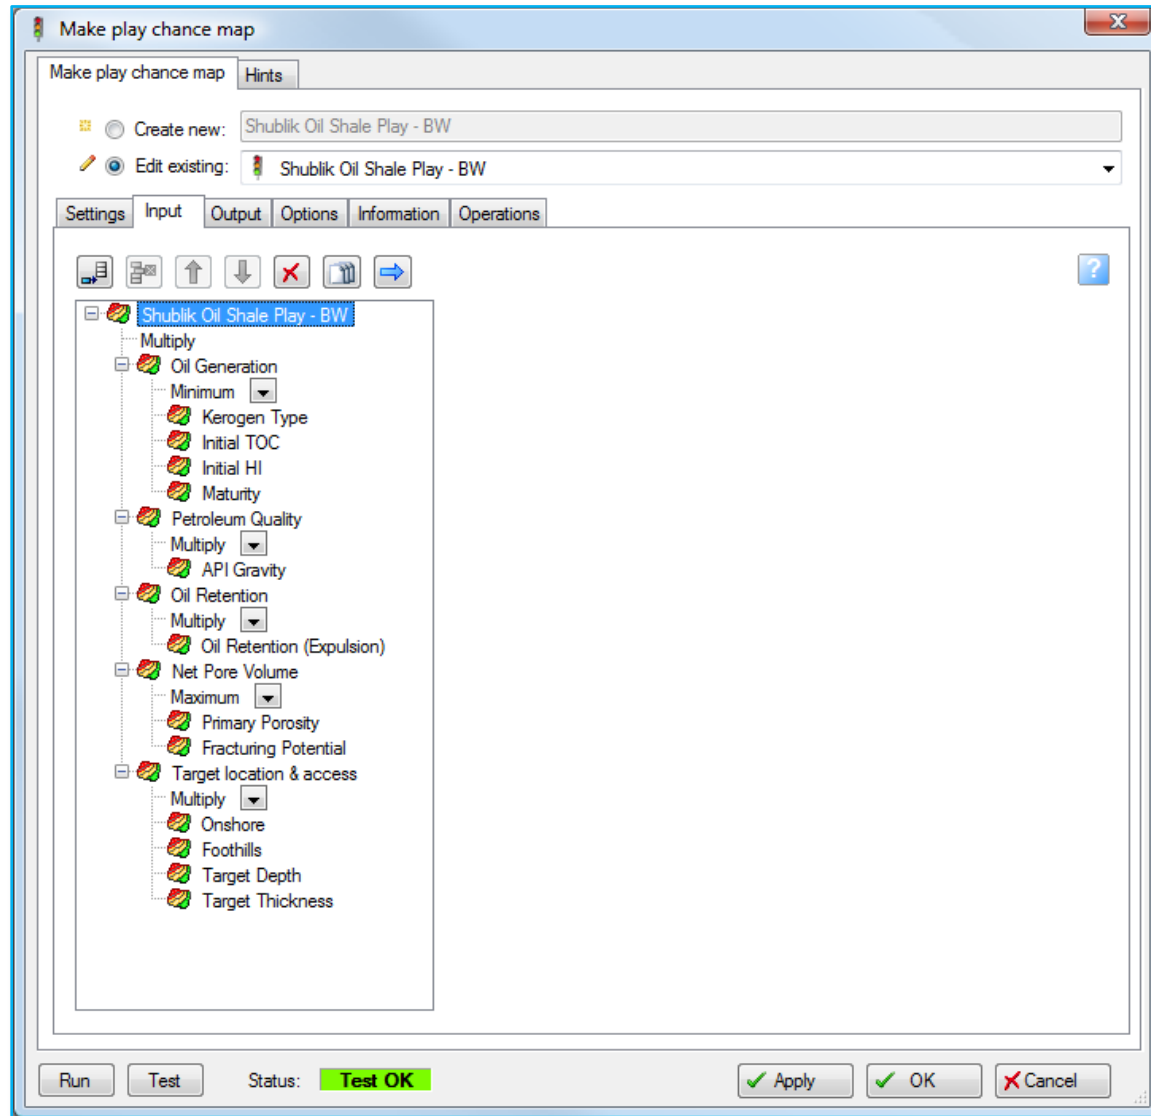 Make play chance map
Make play chance map Hints
Create new: Shublik Oil Shale Play - BW
Edit existing: Shublik Oil Shale Play - BW
Settings Input Output Options Information Operations
?
Shublik Oil Shale Play - BW
Multiply
Oil Generation
Minimum
Kerogen Type
Initial TOC
Initial HI
Maturity
Petroleum Quality
Multiply
API Gravity
Oil Retention
Multiply
Oil Retention (Expulsion)
Net Pore Volume
Maximum
Primary Porosity
Fracturing Potential
Target location & access
Multiply
Onshore
Foothills
Target Depth
Target Thickness
Run Test Status: Test OK Apply OK Cancel